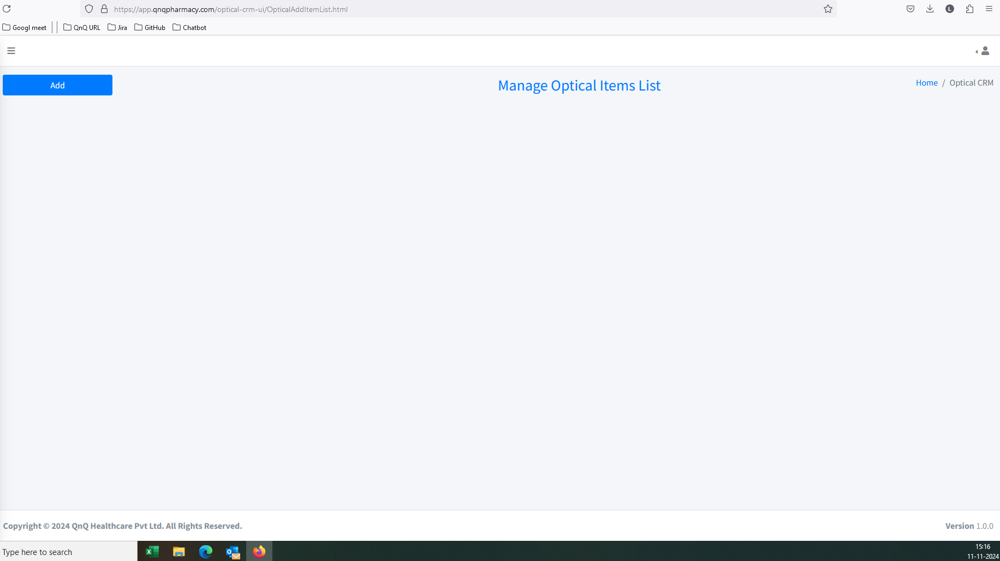 https://app.qnqpharmacy.com/optical-crm-ui/OpticalAddItemList.html
L
Googl meet
QnQ URL
Jira
GitHub
Chatbot
Add
Manage Optical Items List
Home / Optical CRM
Copyright © 2024 QnQ Healthcare Pvt Ltd. All Rights Reserved.
Version 1.0.0
Type here to search
15:16
11-11-2024